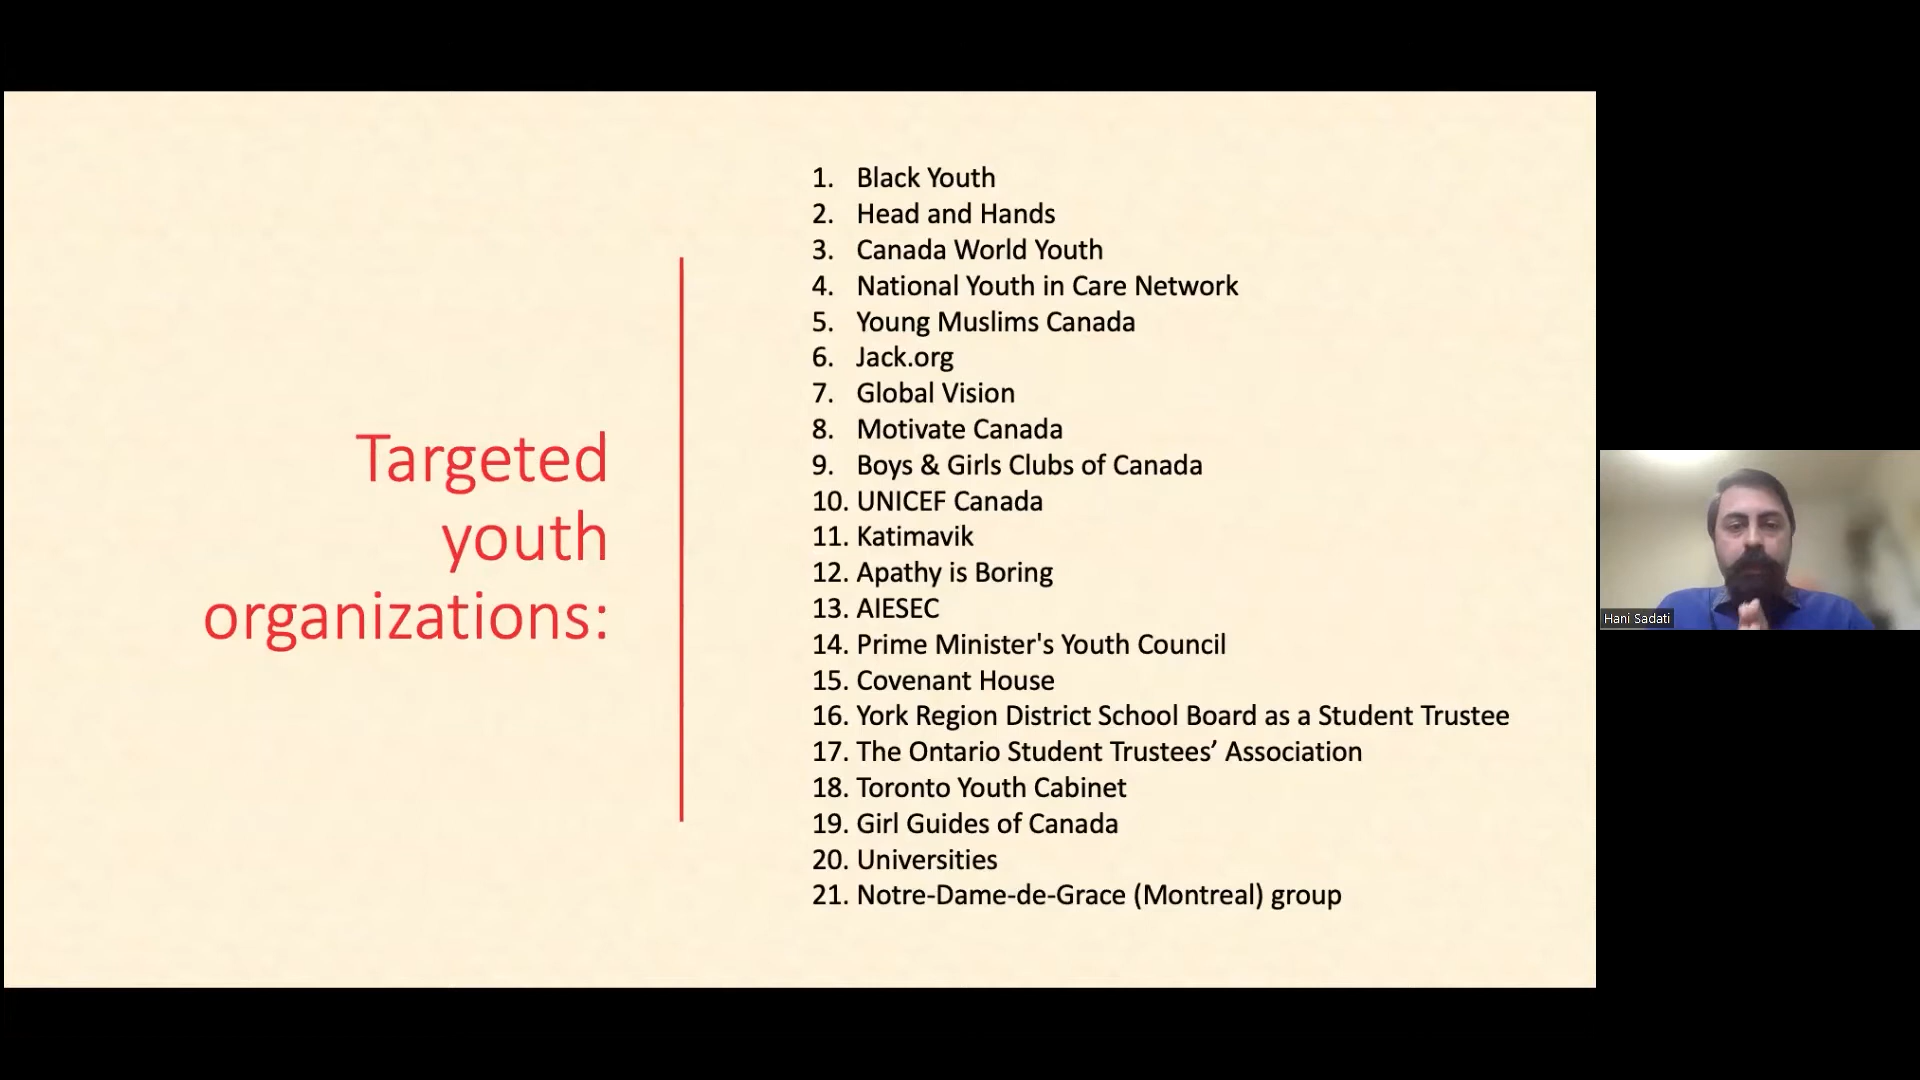 Targeted
youth
organizations:
1. Black Youth
2. Head and Hands
3. Canada World Youth
4. National Youth in Care Network
5. Young Muslims Canada
6. Jack.org
7. Global Vision
8. Motivate Canada
9. Boys & Girls Clubs of Canada
10. UNICEF Canada
11. Katimavik
12. Apathy is Boring
13. AIESEC
14. Prime Minister's Youth Council
15. Covenant House
16. York Region District School Board as a Student Trustee
17. The Ontario Student Trustees’ Association
18. Toronto Youth Cabinet
19. Girl Guides of Canada
20. Universities
21. Notre-Dame-de-Grace (Montreal) group
Hani Sadati